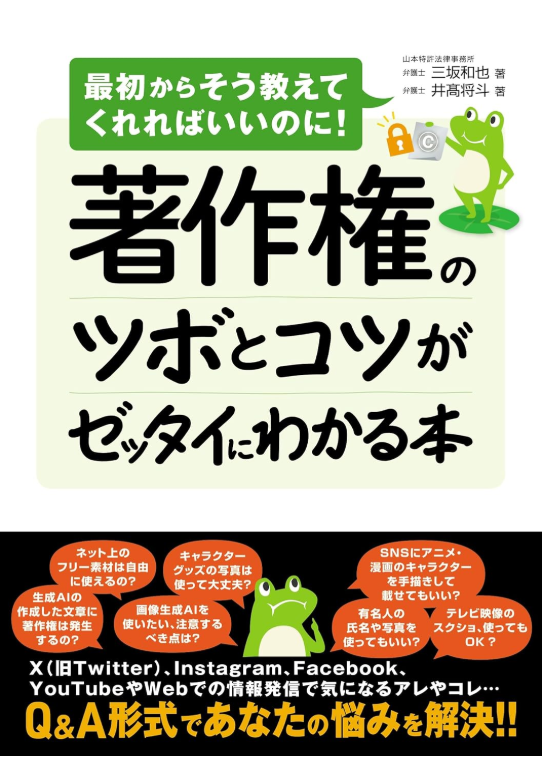 山本特許法律事務所
弁護士 三坂和也 著
弁護士 井髙将斗 著
最初からそう教えて
くれればいいのに!
C
著作権の
ツボとコツが
ゼッタイにわかる本
ネット上の
フリー素材は自由
に使えるの?
キャラクター
グッズの写真は
使って大丈夫?
SNSにアニメ・
漫画のキャラクター
を手描きして
載せてもいい?
生成AIの
作成した文章に
著作権は発生
するの?
画像生成AIを
使いたい、注意する
べき点は?
有名人の
氏名や写真を
使ってもいい?
テレビ映像の
スクショ、使っても
OK?
X(旧Twitter)、Instagram、Facebook、
YouTubeやWebでの情報発信で気になるアレやコレ…
Q&A形式であなたの悩みを解決!!